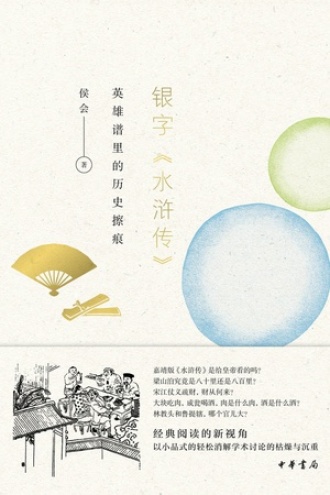 银字《水浒传》
英雄谱里的历史擦痕
侯会 著
嘉靖版《水浒传》是给皇帝看的吗？
梁山泊究竟是八十里还是八百里？
宋江仗义疏财，财从何来？
大块吃肉，成瓮喝酒，肉是什么肉，酒是什么酒？
林教头和鲁提辖，哪个官儿大？
经典阅读的新视角
以小品式的轻松消解学术讨论的枯燥与沉重
中华书局